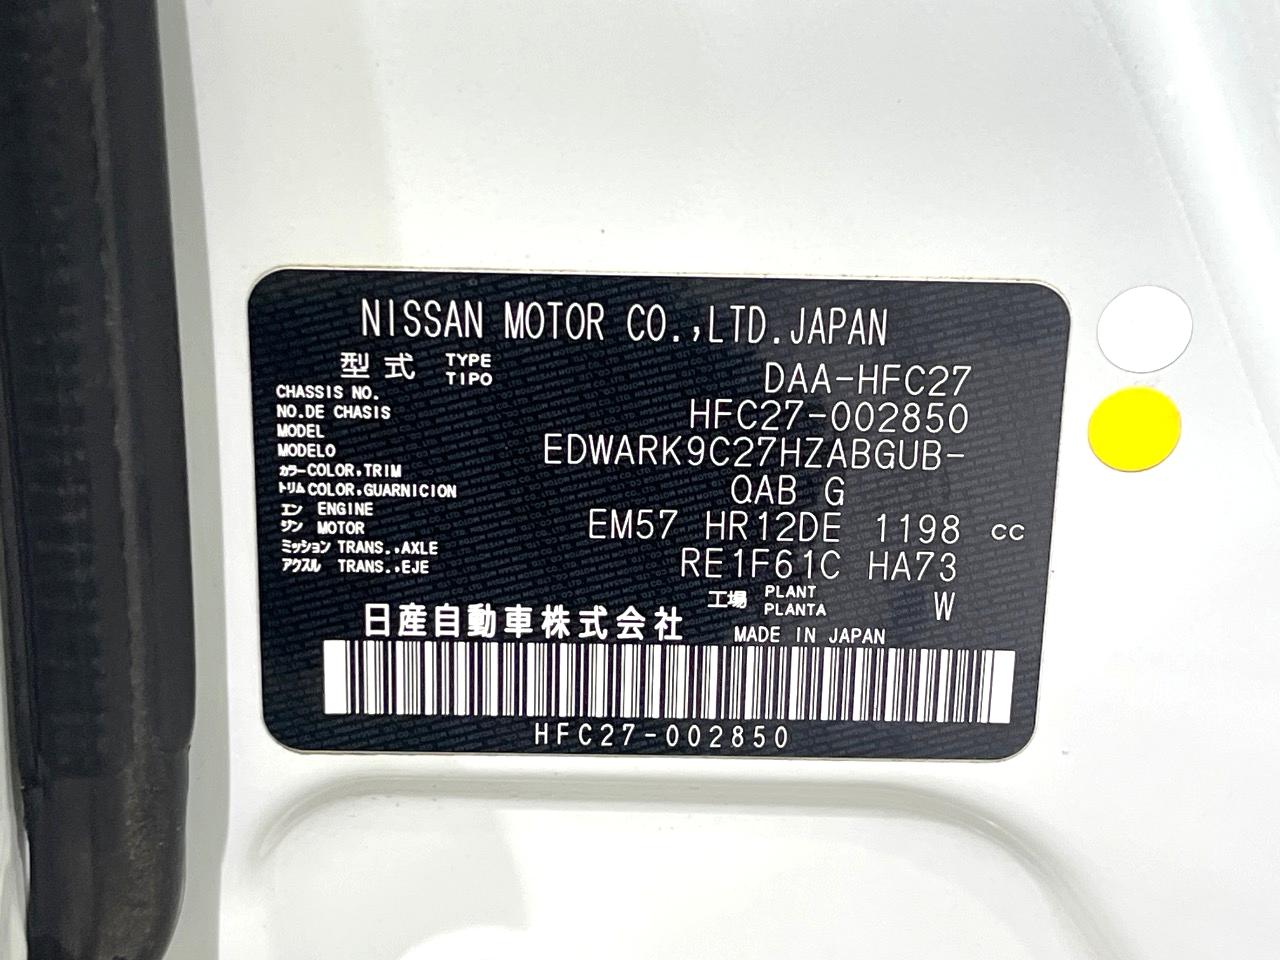 NISSAN MOTOR CO.,LTD.JAPAN
型式 TYPE TIPO DAA-HFC27
CHASSIS NO.
NO.DE CHASIS HFC27-002850
MODEL
MODELO EDWARK9C27HZABGUB-
カラー COLOR,TRIM
トリム COLOR,GUARNICION QAB G
エン ENGINE
ジン MOTOR EM57 HR12DE 1198 cc
ミッション TRANS.,AXLE
アクスル TRANS.,EJE RE1F61C HA73
工場 PLANT PLANTA W
日産自動車株式会社 MADE IN JAPAN
HFC27-002850